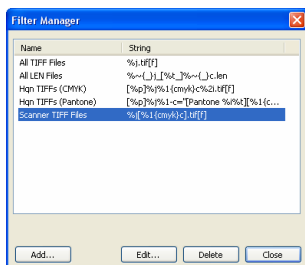 Filter Manager
Name String
All TIFF Files %j.tif[f]
All LEN Files %~{_}j_[%t_]%~{_}c.len
Hqn TIFFs (CMYK) [%p]%j%1{cmyk}c%2i.tif[f]
Hqn TIFFs (Pantone) [%p]%j%1-c="[Pantone %i%t][%1{c...
Scanner TIFF Files %j[%1{cmyk}c].tif[f]
Add... Edit... Delete Close